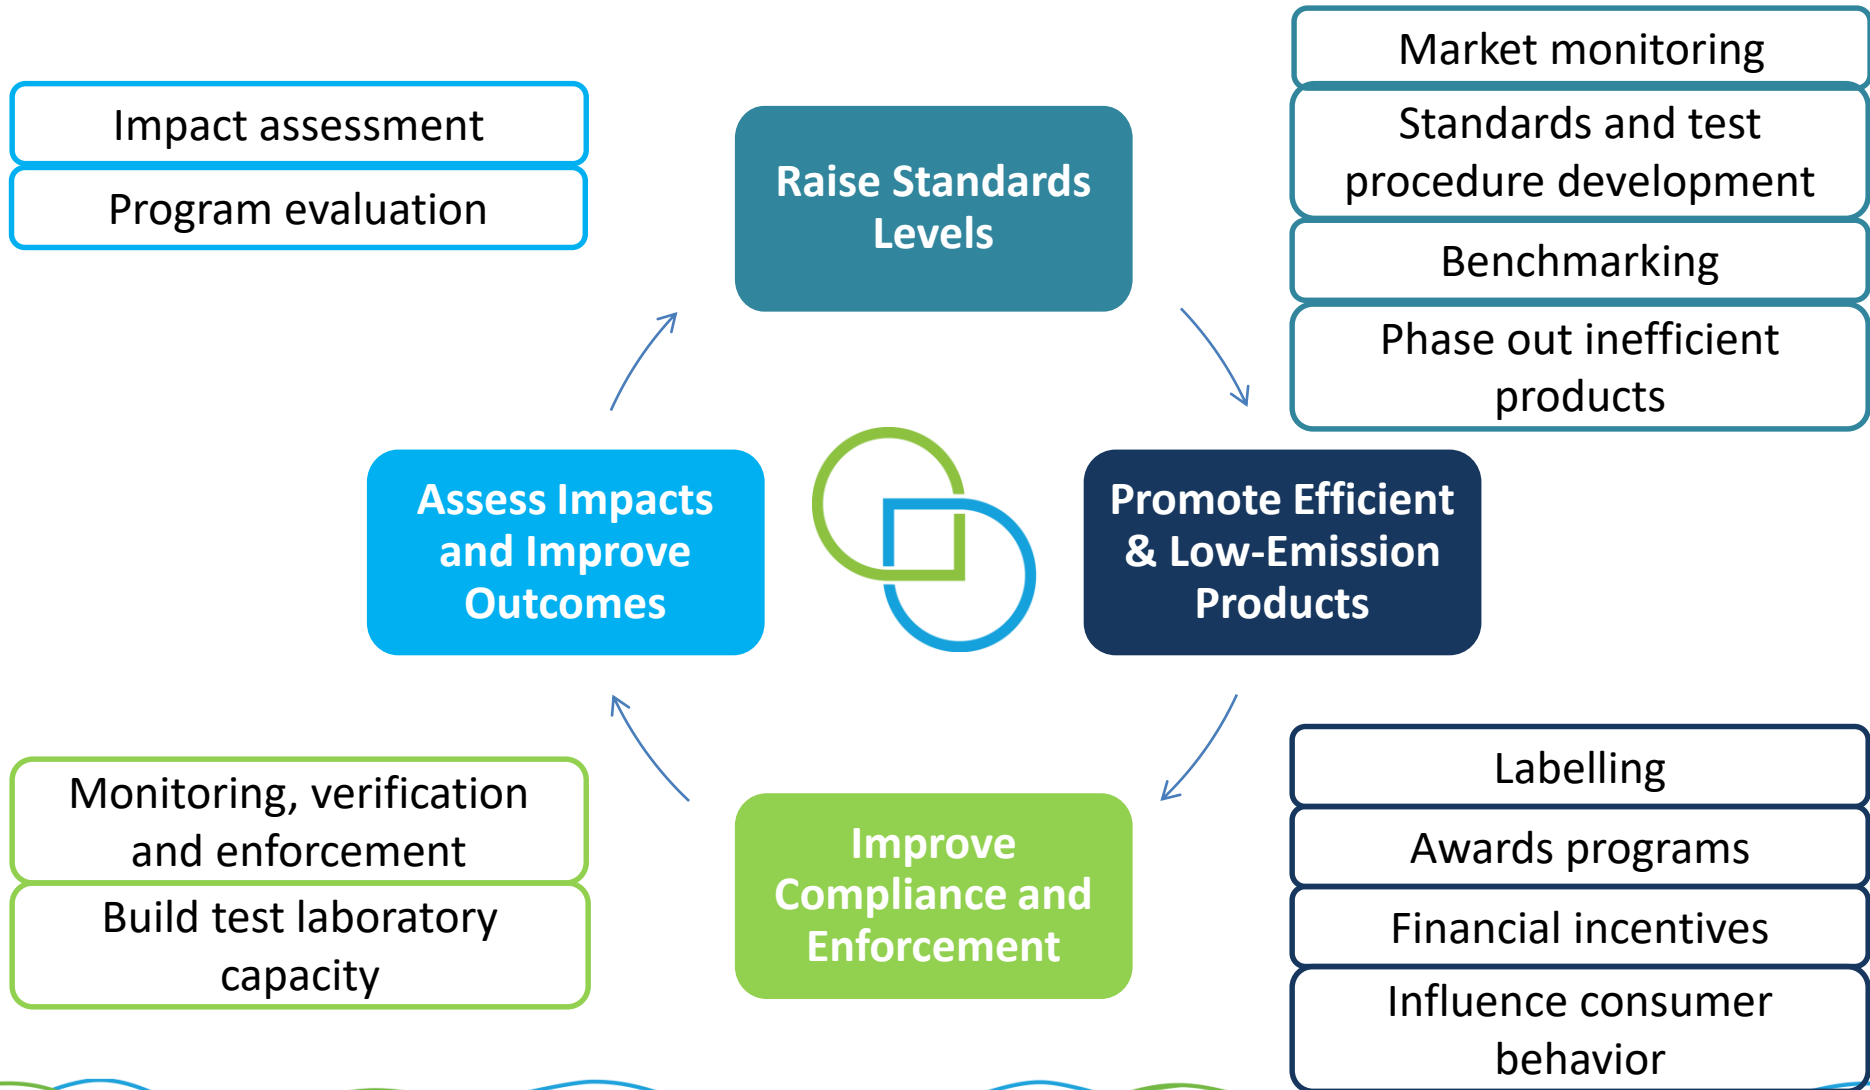 Impact assessment
Program evaluation
Raise Standards
Levels
Market monitoring
Standards and test
procedure development
Benchmarking
Phase out inefficient
products
Assess Impacts
and Improve
Outcomes
Promote Efficient
& Low-Emission
Products
Monitoring, verification
and enforcement
Build test laboratory
capacity
Improve
Compliance and
Enforcement
Labelling
Awards programs
Financial incentives
Influence consumer
behavior